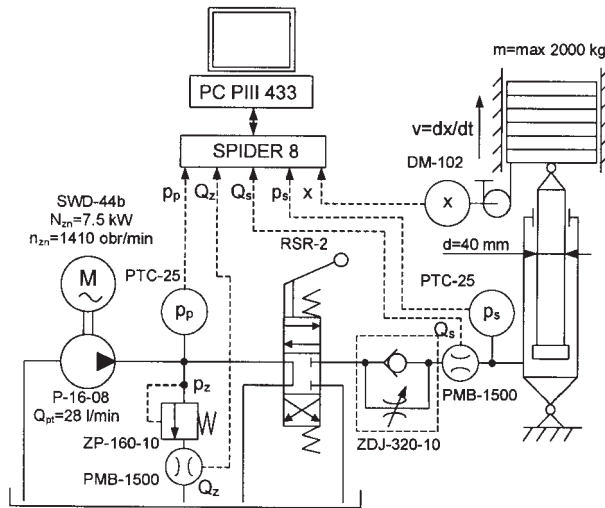 m=max 2000 kg
PC PIII 433
v=dx/dt
SPIDER 8
DM-102
p_p
Q_z
Q_s
p_s
x
x
SWD-44b
N_zn=7.5 kW
n_zn=1410 obr/min
RSR-2
M
PTC-25
d=40 mm
PTC-25
p_p
p_s
Q_s
P-16-08
Q_pt=28 l/min
p_z
PMB-1500
ZP-160-10
ZDJ-320-10
PMB-1500
Q_z